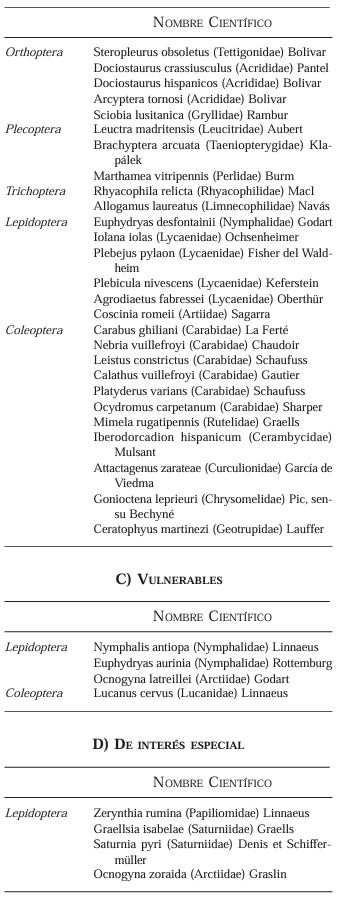 NOMBRE CIENTÍFICO
Orthoptera Steropleurus obsoletus (Tettigonidae) Bolivar
Dociostaurus crassiusculus (Acrididae) Pantel
Dociostaurus hispanicos (Acrididae) Bolivar
Arcyptera tornosi (Acrididae) Bolivar
Sciobia lusitanica (Gryllidae) Rambur
Plecoptera Leuctra madritensis (Leucitridae) Aubert
Brachyptera arcuata (Taeniopterygidae) Kla-
pálek
Marthamea vitripennis (Perlidae) Burm
Trichoptera Rhyacophila relicta (Rhyacophilidae) Macl
Allogamus laureatus (Limnecophilidae) Navás
Lepidoptera Euphydryas desfontainii (Nymphalidae) Godart
Iolana iolas (Lycaenidae) Ochsenheimer
Plebejus pylaon (Lycaenidae) Fisher del Wald-
heim
Plebicula nivescens (Lycaenidae) Keferstein
Agrodiaetus fabressei (Lycaenidae) Oberthür
Coscinia romeii (Artiidae) Sagarra
Coleoptera Carabus ghiliani (Carabidae) La Ferté
Nebria vuillefroyi (Carabidae) Chaudoir
Leistus constrictus (Carabidae) Schaufuss
Calathus vuillefroyi (Carabidae) Gautier
Platyderus varians (Carabidae) Schaufuss
Ocydromus carpetanum (Carabidae) Sharper
Mimela rugatipennis (Rutelidae) Graells
Iberodorcadion hispanicum (Cerambycidae)
Mulsant
Attactagenus zarateae (Curculionidae) García de
Viedma
Gonioctena leprieuri (Chrysomelidae) Pic, sen-
su Bechyné
Ceratophyus martinezi (Geotrupidae) Lauffer
C) VULNERABLES
NOMBRE CIENTÍFICO
Lepidoptera Nymphalis antiopa (Nymphalidae) Linnaeus
Euphydryas aurinia (Nymphalidae) Rottemburg
Ocnogyna latreillei (Arctiidae) Godart
Coleoptera Lucanus cervus (Lucanidae) Linnaeus
D) DE INTERÉS ESPECIAL
NOMBRE CIENTÍFICO
Lepidoptera Zerynthia rumina (Papiliomidae) Linnaeus
Graellsia isabelae (Saturniidae) Graells
Saturnia pyri (Saturniidae) Denis et Schiffer-
müller
Ocnogyna zoraida (Arctiidae) Graslin